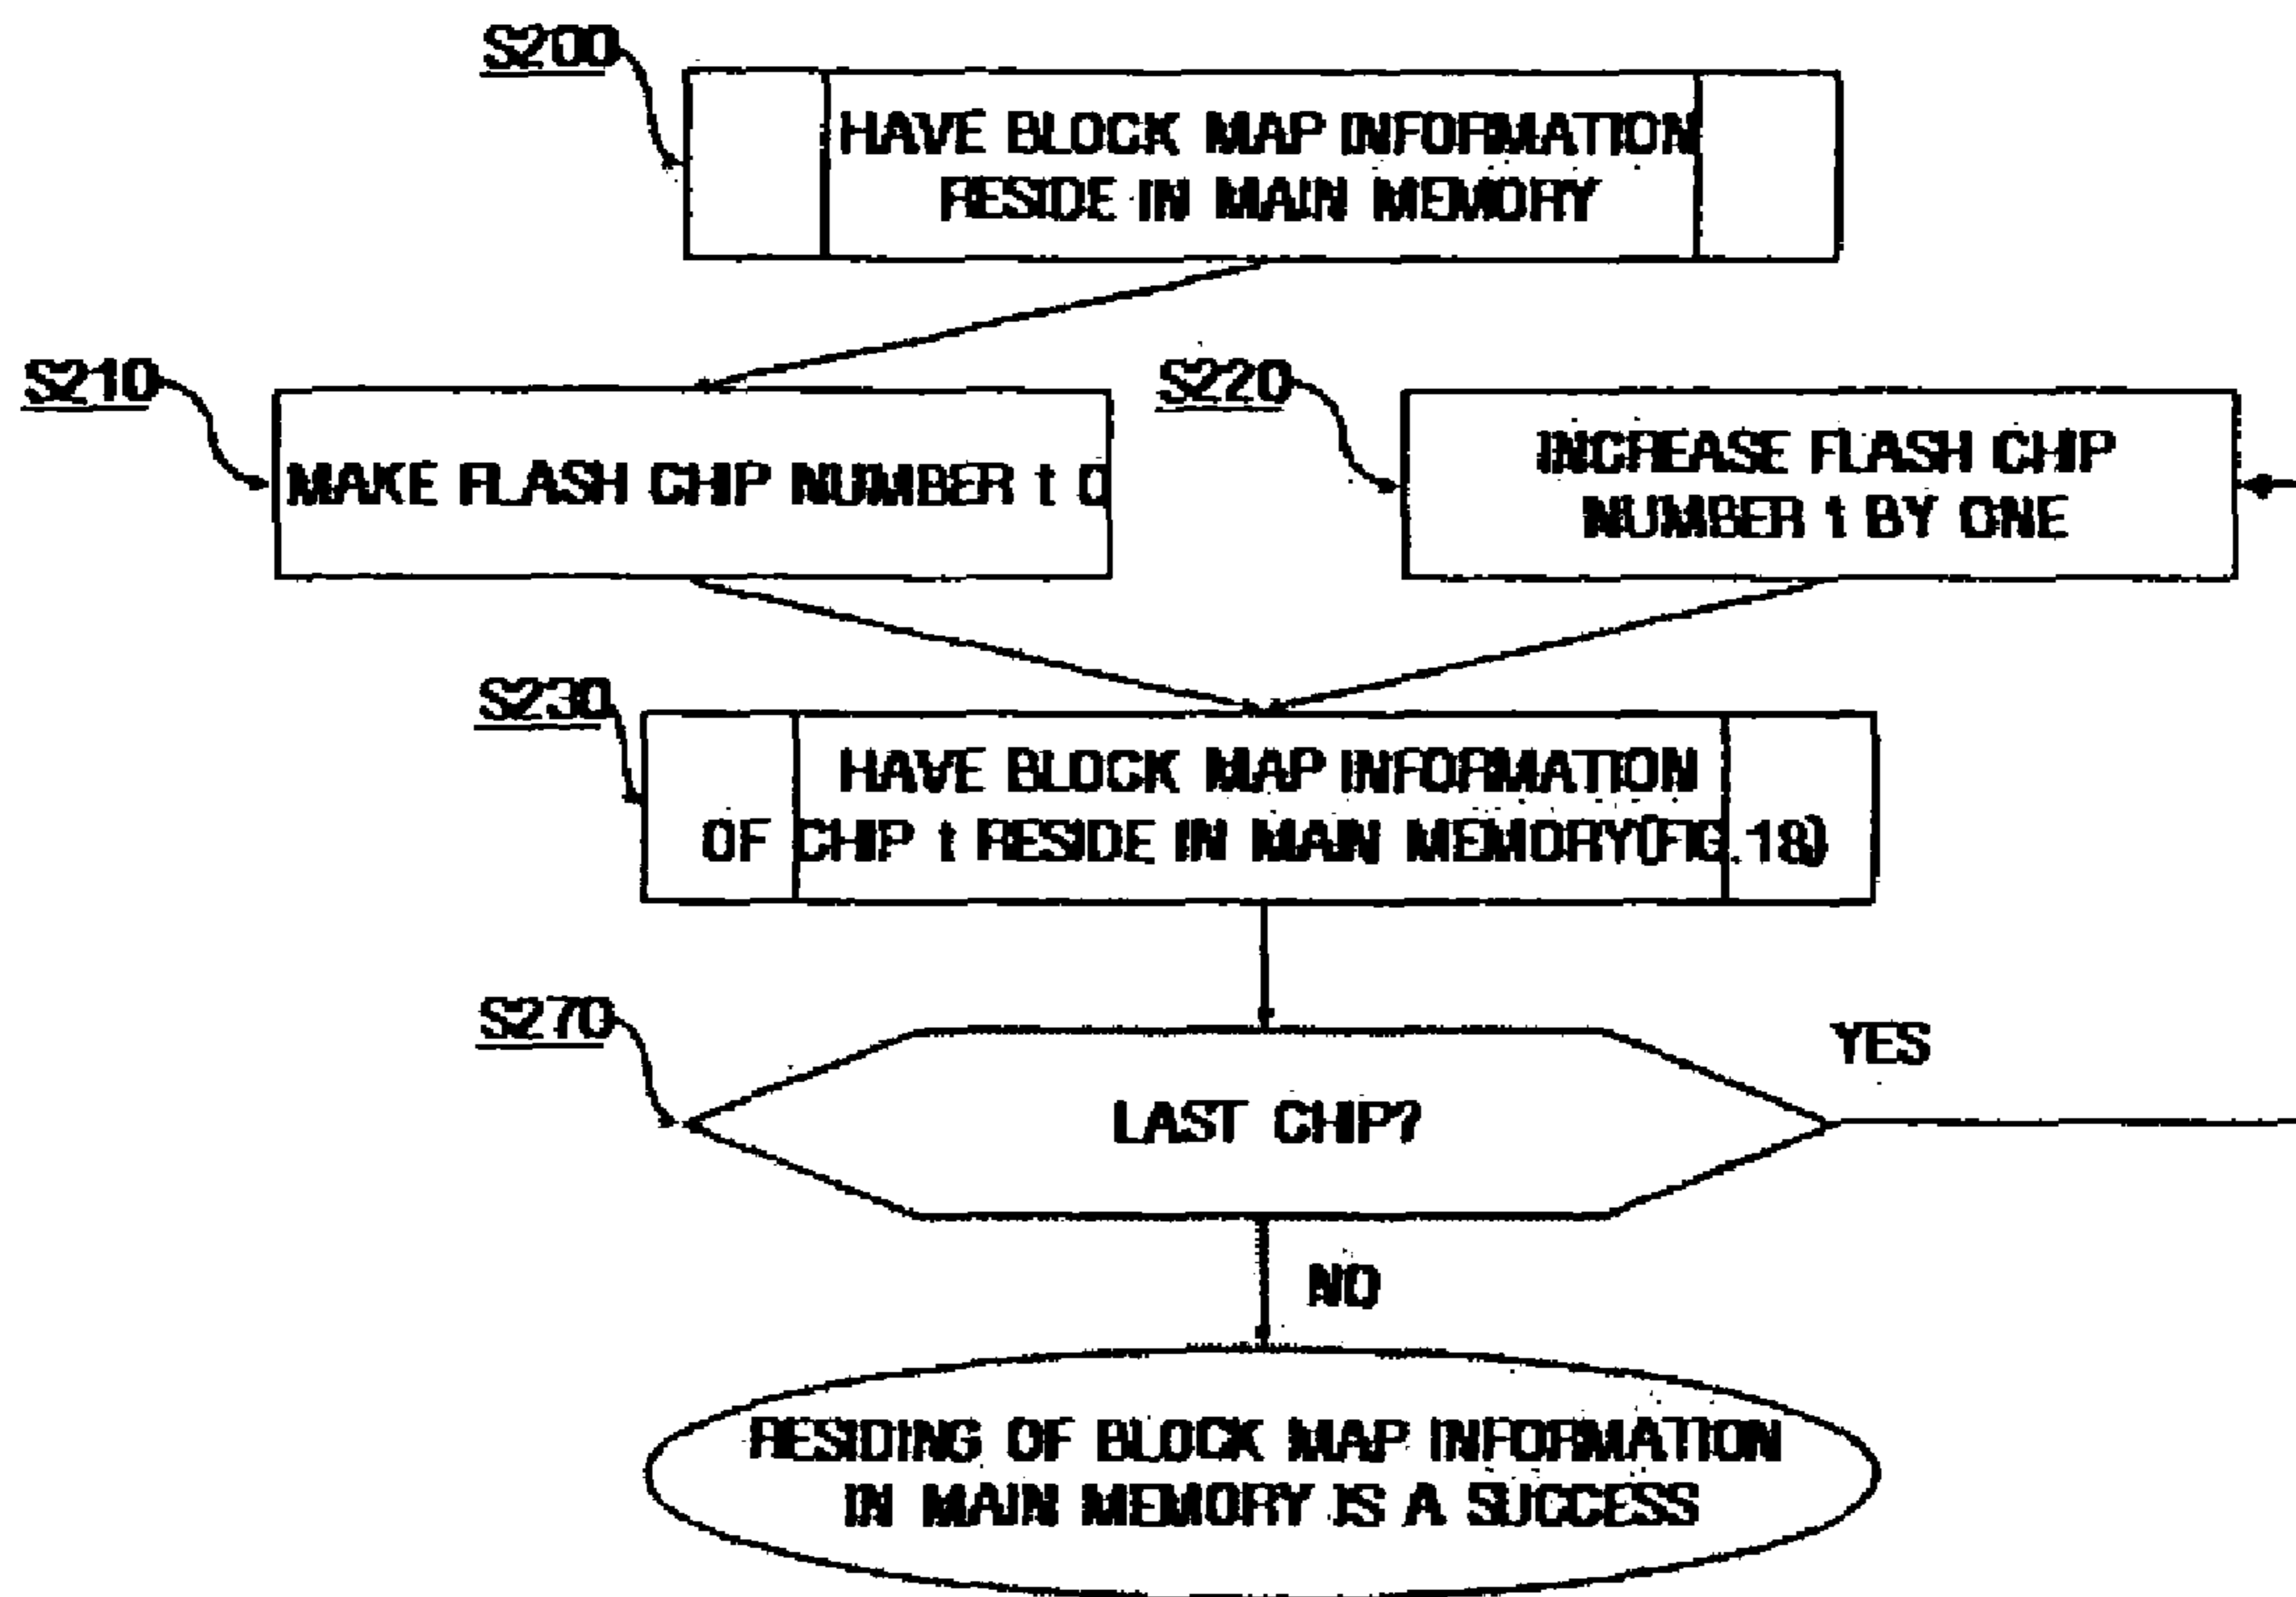 S200
HAVE BLOCK MAP INFORMATION
RESIDE IN MAIN MEMORY
S210
MAKE FLASH CHIP NUMBER t 0
S220
INCREASE FLASH CHIP
NUMBER t BY ONE
S230
HAVE BLOCK MAP INFORMATION
OF CHIP t RESIDE IN MAIN MEMORY(FIG.18)
S270
LAST CHIP?
YES
NO
RESIDING OF BLOCK MAP INFORMATION
IN MAIN MEMORY IS A SUCCESS